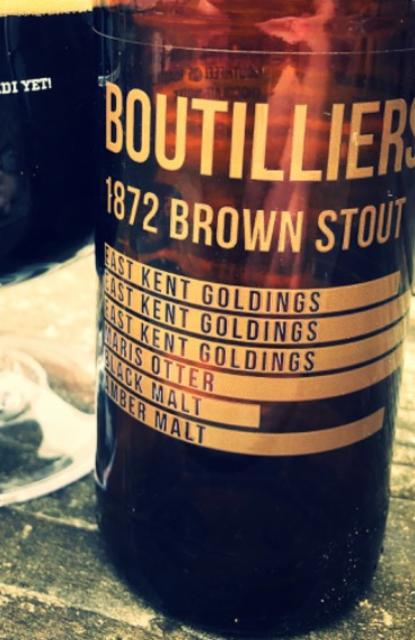 DI YET!
BOUTILLIERS
1872 BROWN STOUT
EAST KENT GOLDINGS
EAST KENT GOLDINGS
EAST KENT GOLDINGS
MARIS OTTER
BLACK MALT
AMBER MALT